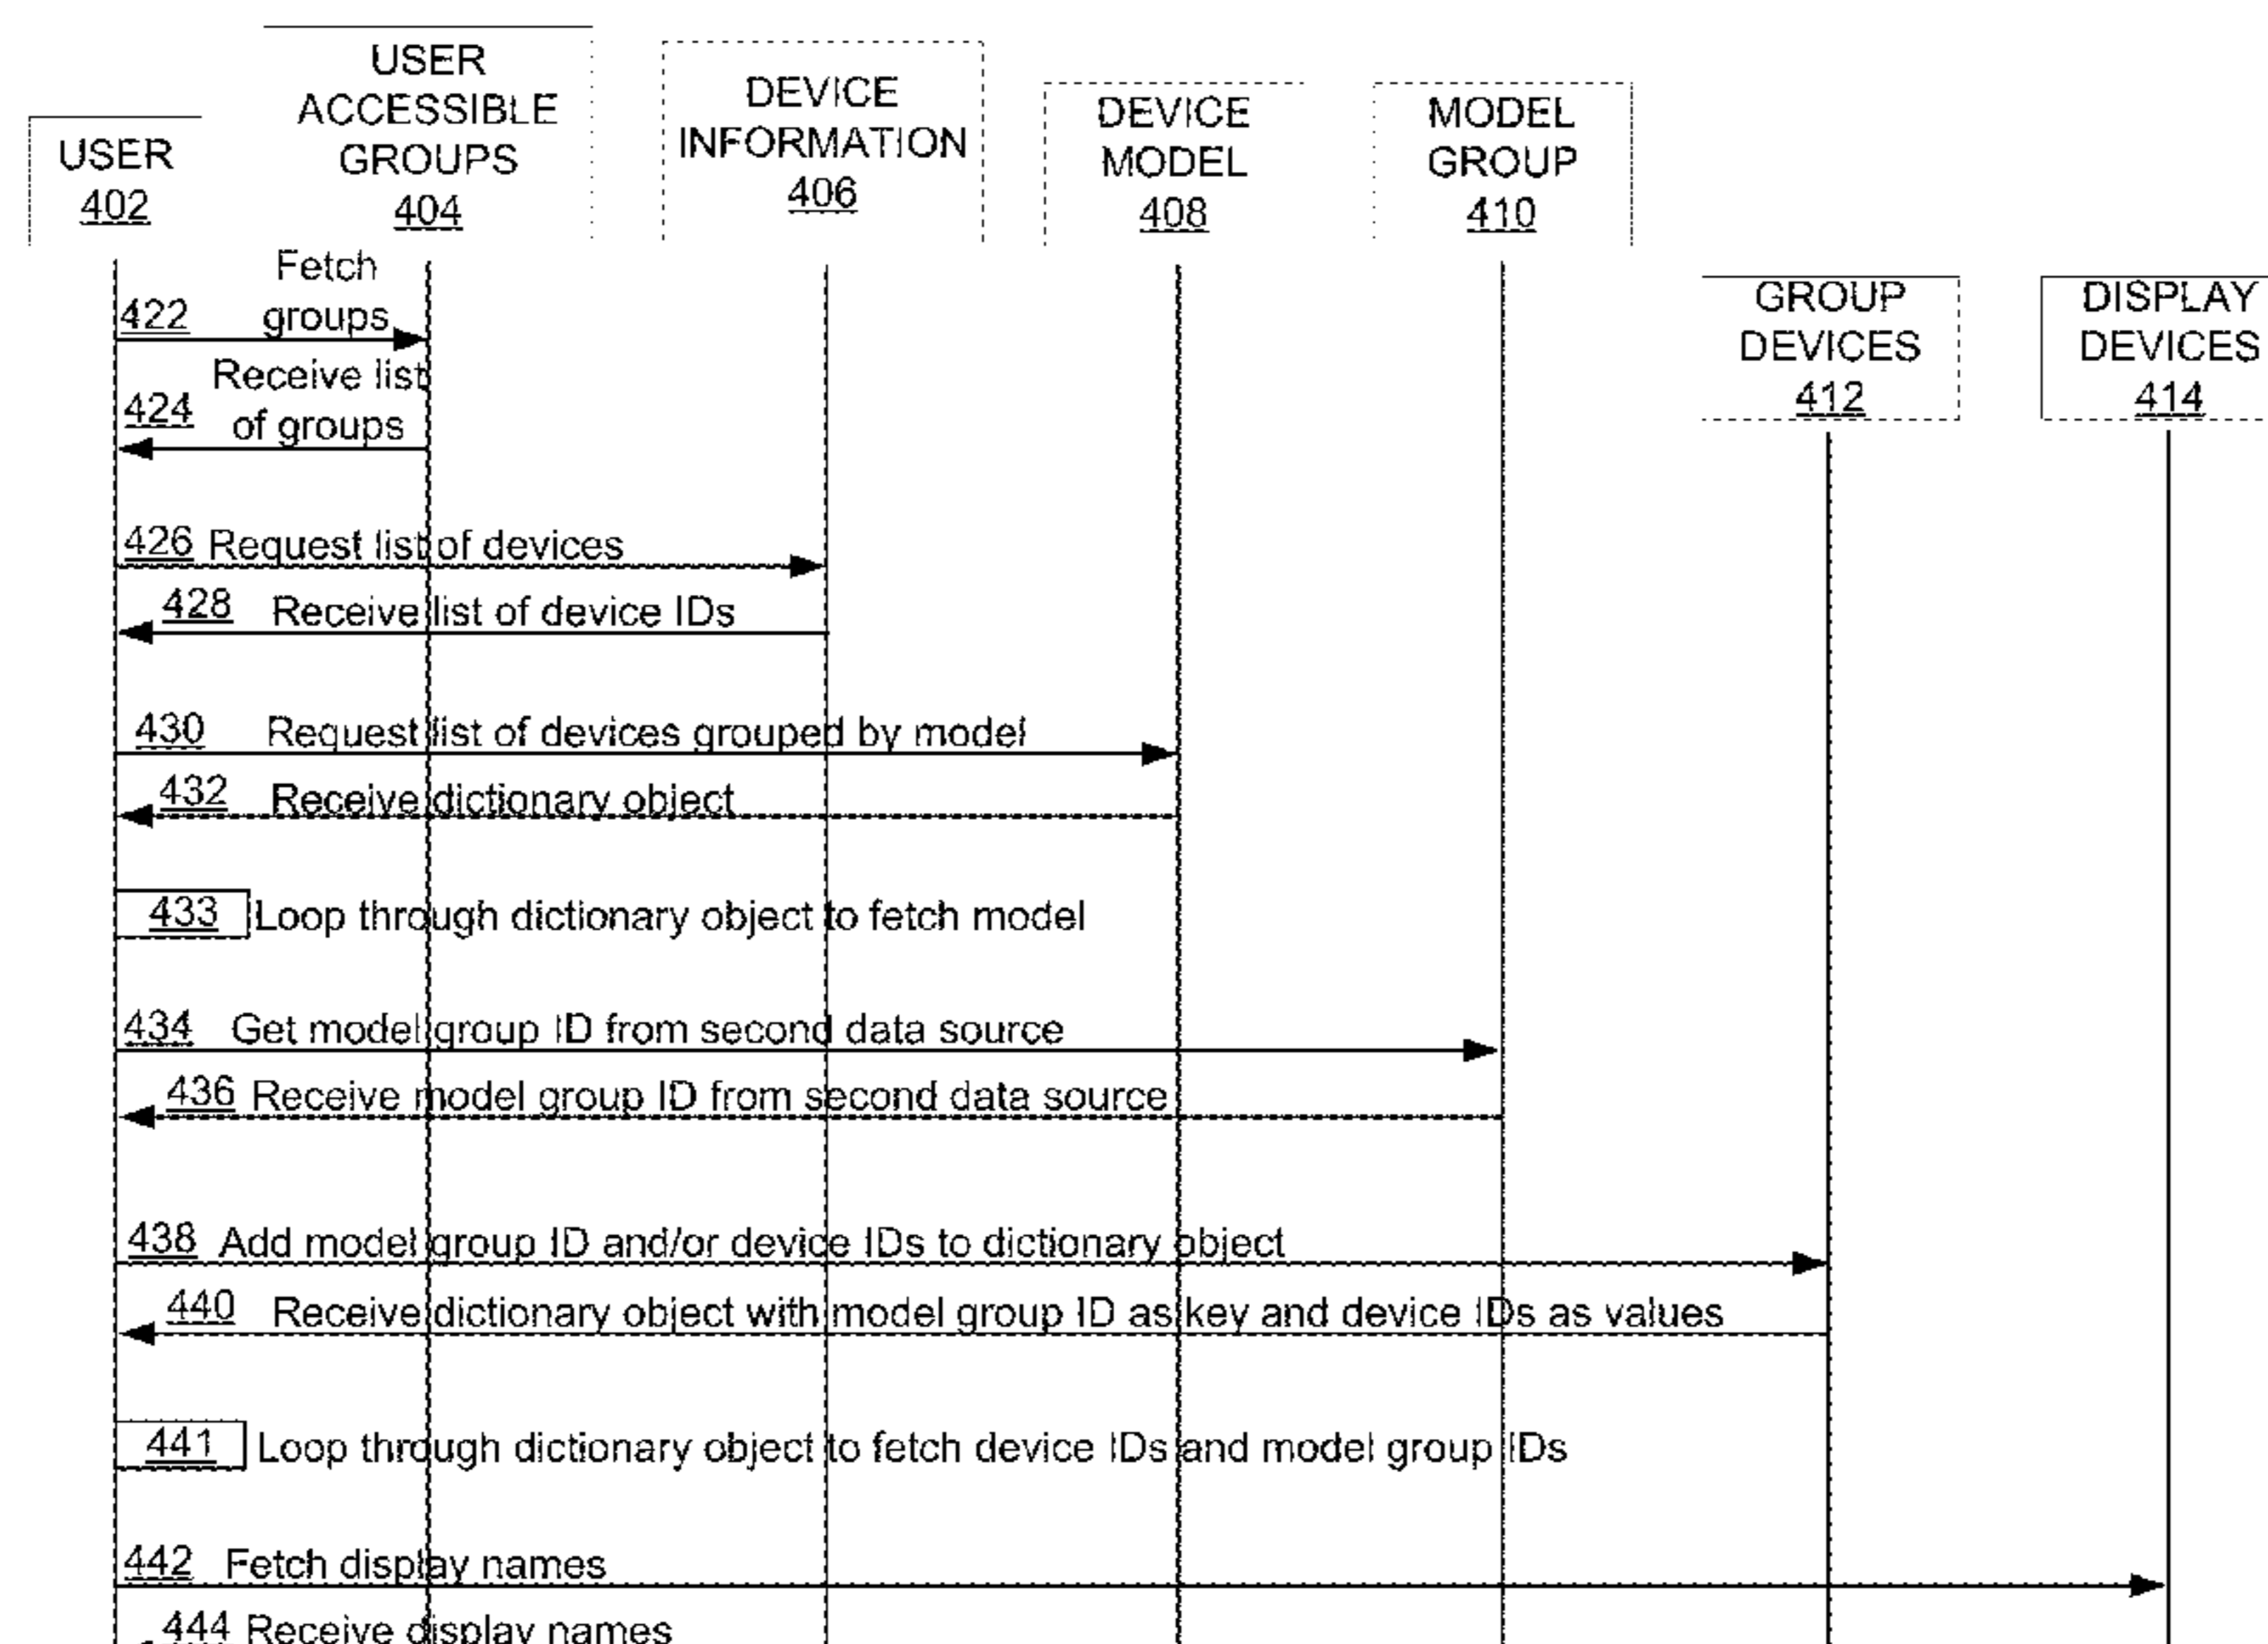 USER
402
USER
ACCESSIBLE
GROUPS
404
DEVICE
INFORMATION
406
DEVICE
MODEL
408
MODEL
GROUP
410
GROUP
DEVICES
412
DISPLAY
DEVICES
414
422 Fetch
groups
424 Receive list
of groups
426 Request list of devices
428 Receive list of device IDs
430 Request list of devices grouped by model
432 Receive dictionary object
433 Loop through dictionary object to fetch model
434 Get model group ID from second data source
436 Receive model group ID from second data source
438 Add model group ID and/or device IDs to dictionary object
440 Receive dictionary object with model group ID as key and device IDs as values
441 Loop through dictionary object to fetch device IDs and model group IDs
442 Fetch display names
444 Receive display names